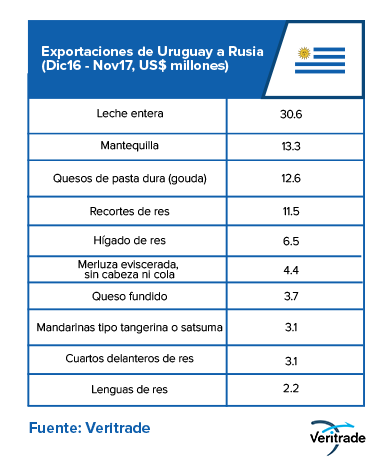 Exportaciones de Uruguay a Rusia
(Dic16 - Nov17, US$ millones)
Leche entera 30.6
Mantequilla 13.3
Quesos de pasta dura (gouda) 12.6
Recortes de res 11.5
Hígado de res 6.5
Merluza eviscerada,
sin cabeza ni cola 4.4
Queso fundido 3.7
Mandarinas tipo tangerina o satsuma 3.1
Cuartos delanteros de res 3.1
Lenguas de res 2.2
Fuente: Veritrade
Veritrade